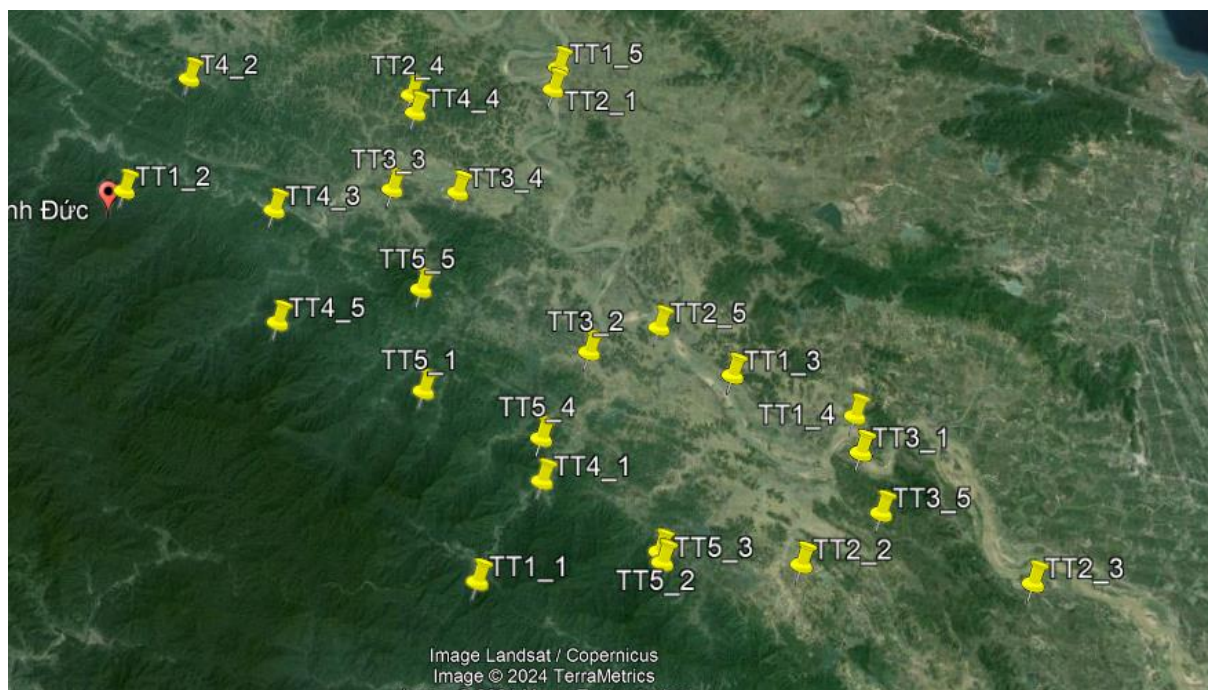 TT1_5
T4_2
TT2_4
TT4_4
TT2_1
TT3_3
TT1_2
TT3_4
TT4_3
nh Đức
TT5_5
TT4_5
TT2_5
TT3_2
TT1_3
TT5_1
TT5_4
TT1_4
TT3_1
TT4_1
TT3_5
TT5_3
TT2_2
TT1_1
TT5_2
TT2_3
Image Landsat / Copernicus
Image © 2024 TerraMetrics